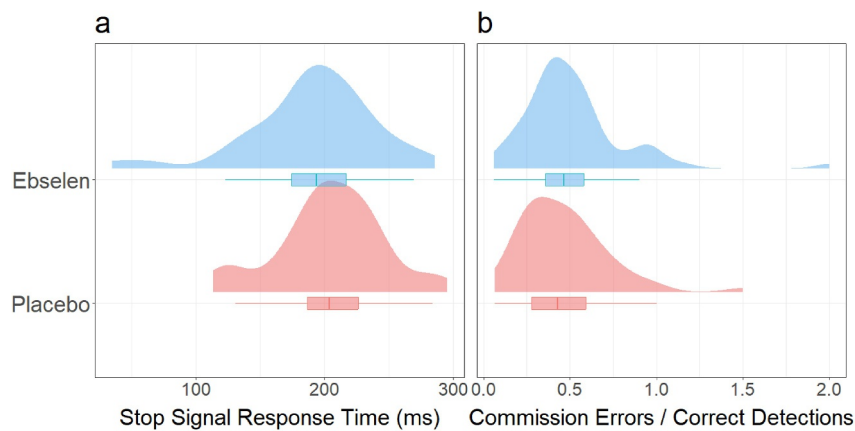 a
b
Ebselen
Placebo
100
200
300
0.0
0.5
1.0
1.5
2.0
Stop Signal Response Time (ms)
Commission Errors / Correct Detections